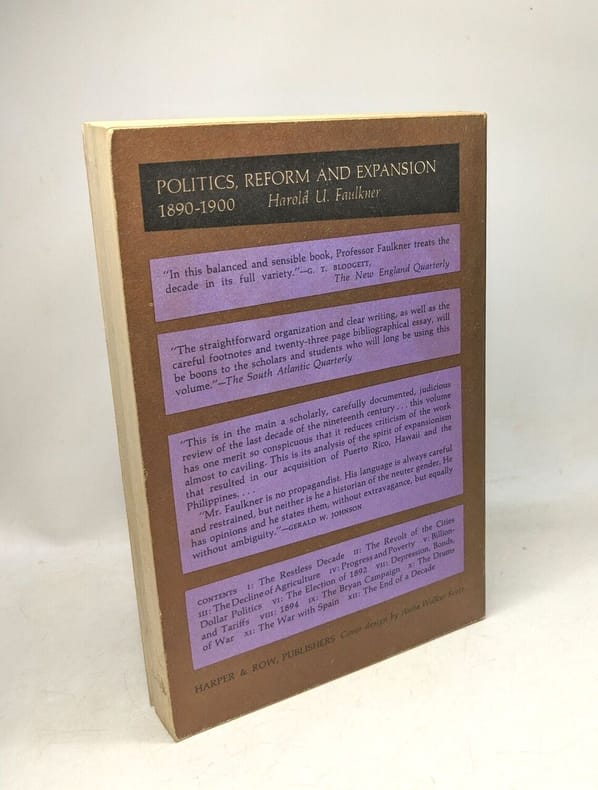 POLITICS, REFORM AND EXPANSION
1890-1900 Harold U. Faulkner
"In this balanced and sensible book, Professor Faulkner treats the
decade in its full variety."—G. T. BLODGETT,
The New England Quarterly
"The straightforward organization and clear writing, as well as the
careful footnotes and twenty-three page bibliographical essay, will
be boons to the scholars and students who will long be using this
volume."—The South Atlantic Quarterly
"This is in the main a scholarly, carefully documented, judicious
review of the last decade of the nineteenth century . . . this volume
has one merit so conspicuous that it reduces criticism of the work
almost to caviling. This is its analysis of the spirit of expansionism
that resulted in our acquisition of Puerto Rico, Hawaii and the
Philippines. . . .
"Mr. Faulkner is no propagandist. His language is always careful
and restrained, but neither is he a historian of the neuter gender. He
has opinions and he states them, without extravagance, but equally
without ambiguity."—GERALD W. JOHNSON
CONTENTS I: The Restless Decade II: The Revolt of the Cities
III: The Decline of Agriculture IV: Progress and Poverty V: Billion-
Dollar Politics VI: The Election of 1892 VII: Depression, Bonds,
and Tariffs VIII: 1894 IX: The Bryan Campaign X: The Drums
of War XI: The War with Spain XII: The End of a Decade
HARPER & ROW, PUBLISHERS Cover design by Anita Walker Scott